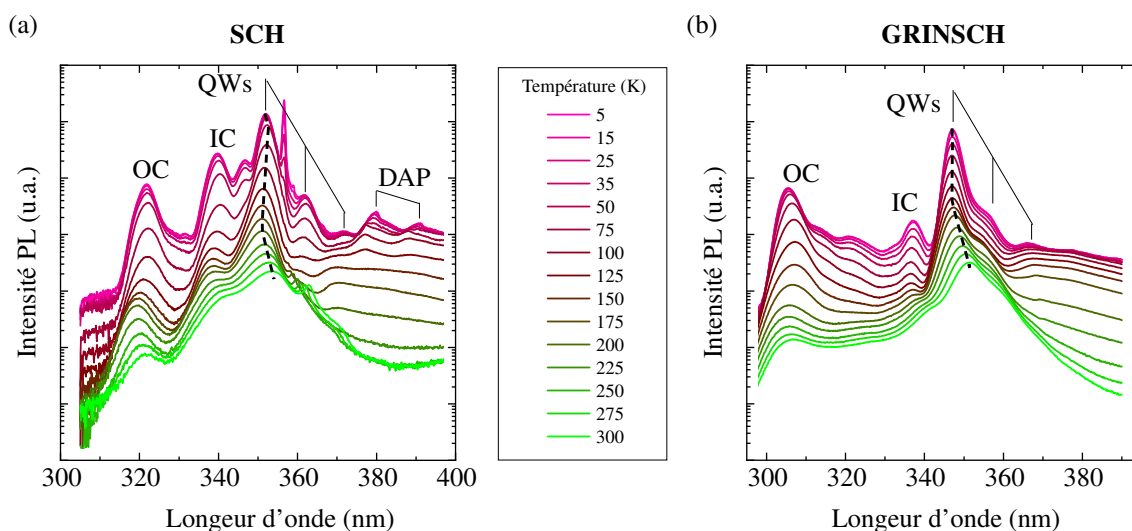 (a)
SCH
QWs
IC
OC
DAP
Intensité PL (u.a.)
300 320 340 360 380 400
Longeur d’onde (nm)
Température (K)
5
15
25
35
50
75
100
125
150
175
200
225
250
275
300
(b)
GRINSCH
QWs
OC
IC
Intensité PL (u.a.)
300 320 340 360 380
Longeur d’onde (nm)